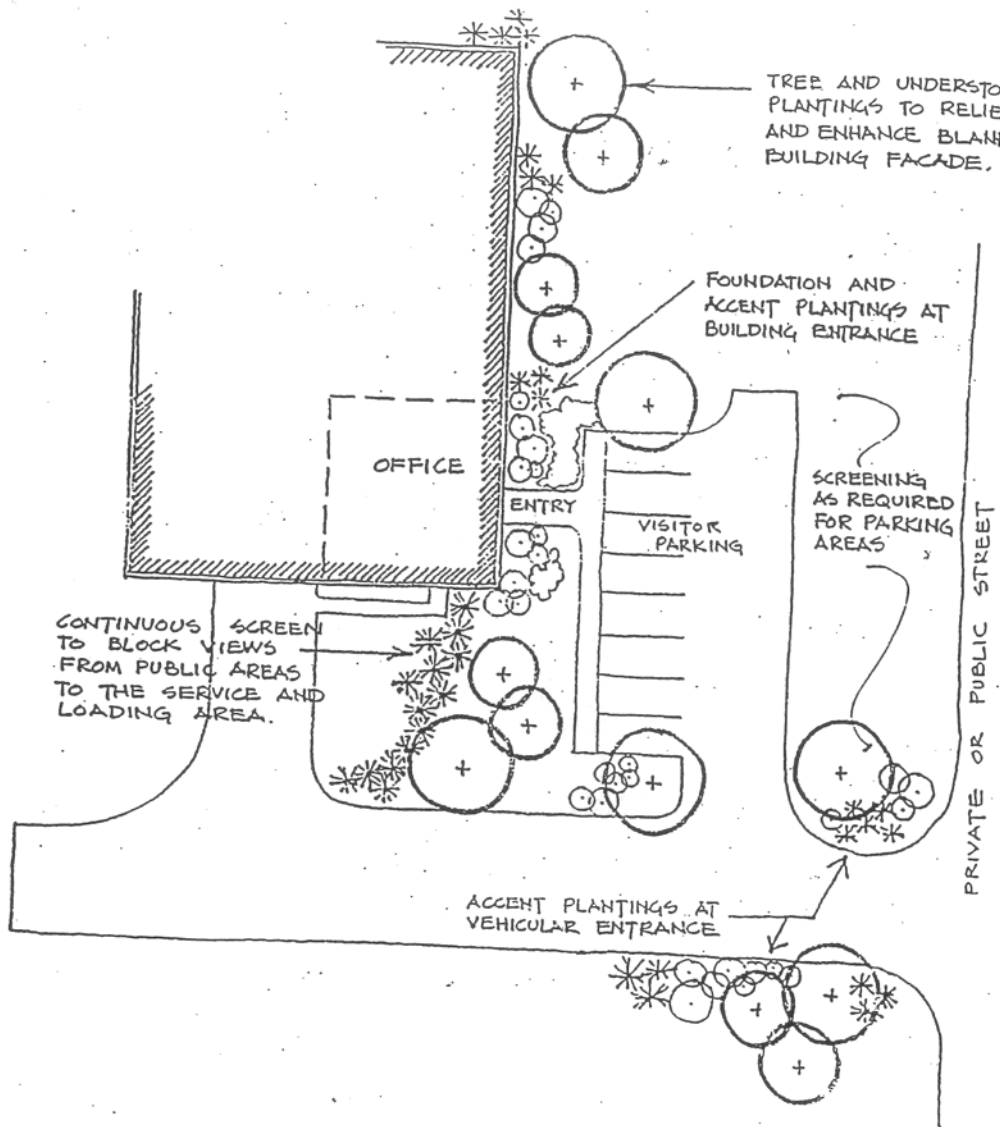 TREE AND UNDERSTO
PLANTINGS TO RELIE
AND ENHANCE BLAN
BUILDING FACADE.
FOUNDATION AND
ACCENT PLANTINGS AT
BUILDING ENTRANCE
OFFICE
ENTRY
VISITOR
PARKING
SCREENING
AS REQUIRED
FOR PARKING
AREAS
PRIVATE OR PUBLIC STREET
CONTINUOUS SCREEN
TO BLOCK VIEWS
FROM PUBLIC AREAS
TO THE SERVICE AND
LOADING AREA.
ACCENT PLANTINGS AT
VEHICULAR ENTRANCE